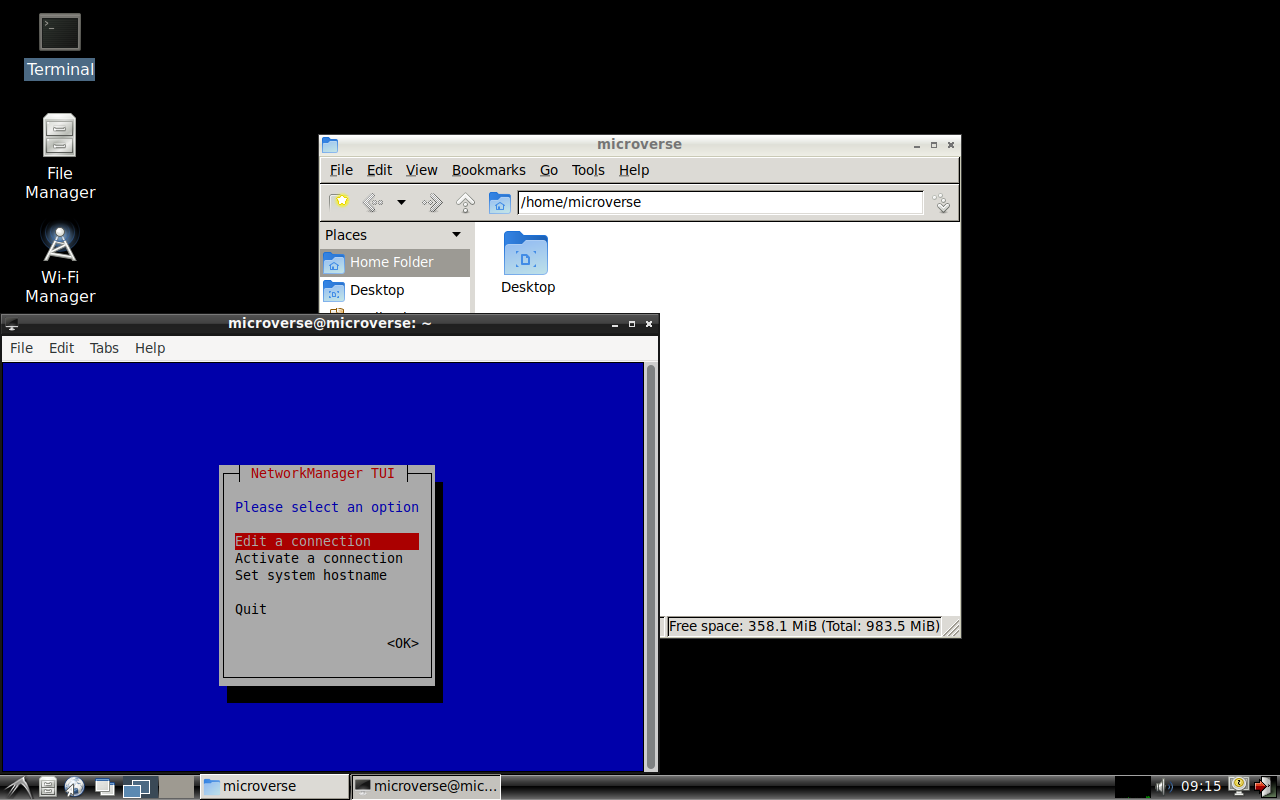 Terminal
File
Manager
Wi-Fi
Manager
microverse
File Edit View Bookmarks Go Tools Help
/home/microverse
Places
Home Folder
Desktop
Desktop
Free space: 358.1 MiB (Total: 983.5 MiB)
microverse@microverse: ~
File Edit Tabs Help
NetworkManager TUI
Please select an option
Edit a connection
Activate a connection
Set system hostname
Quit
<OK>
microverse
microverse@mic...
09:15